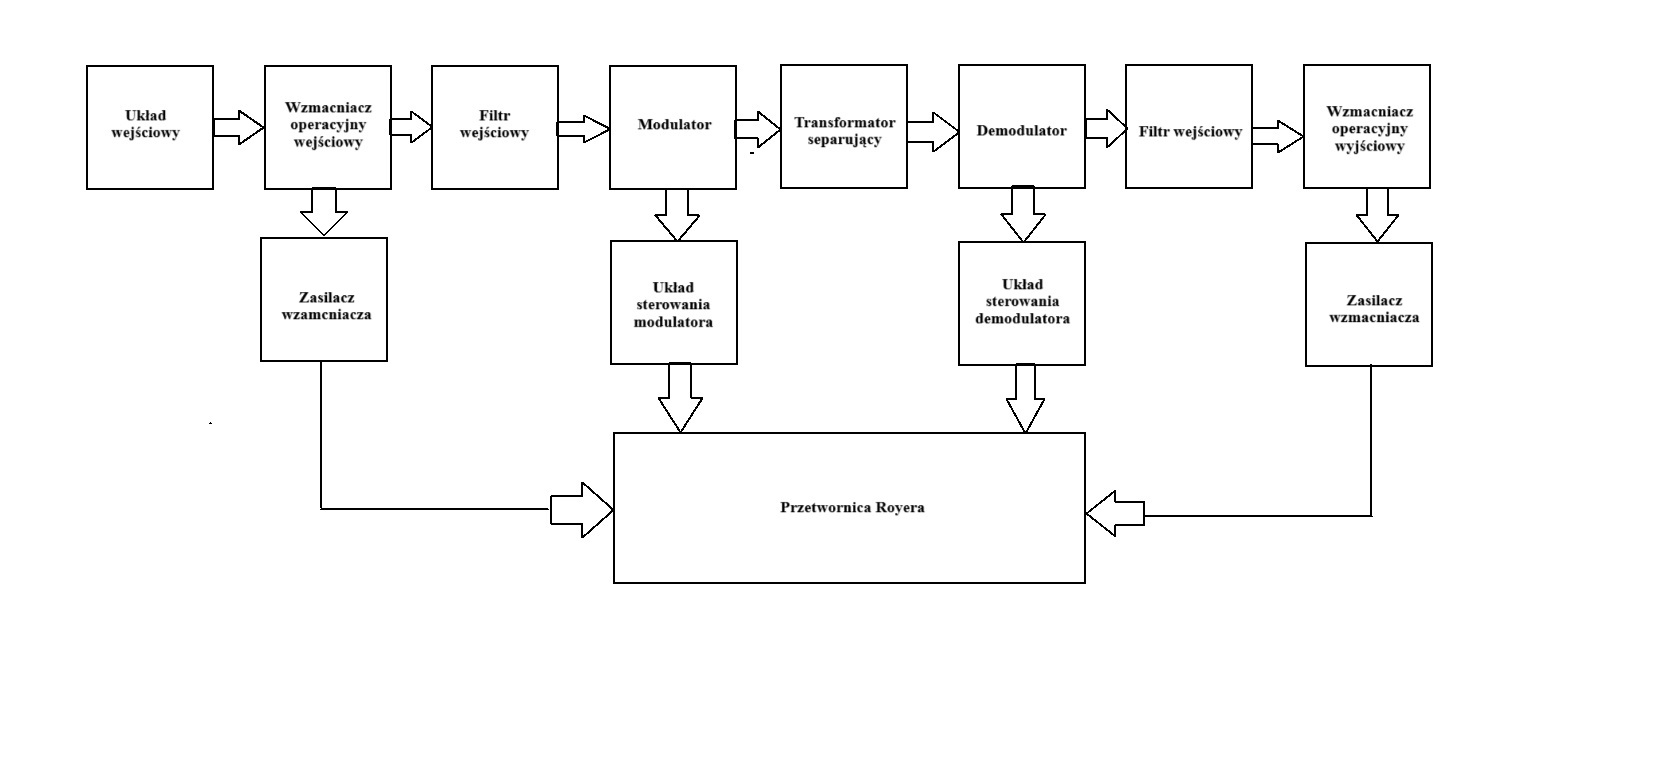 Układ
wejściowy
Wzmacniacz
operacyjny
wejściowy
Filtr
wejściowy
Modulator
Transformator
separujący
Demodulator
Filtr wejściowy
Wzmacniacz
operacyjny
wyjściowy
Zasilacz
wzamcniacza
Układ
sterowania
modulatora
Układ
sterowania
demodulatora
Zasilacz
wzmacniacza
Przetwornica Royera